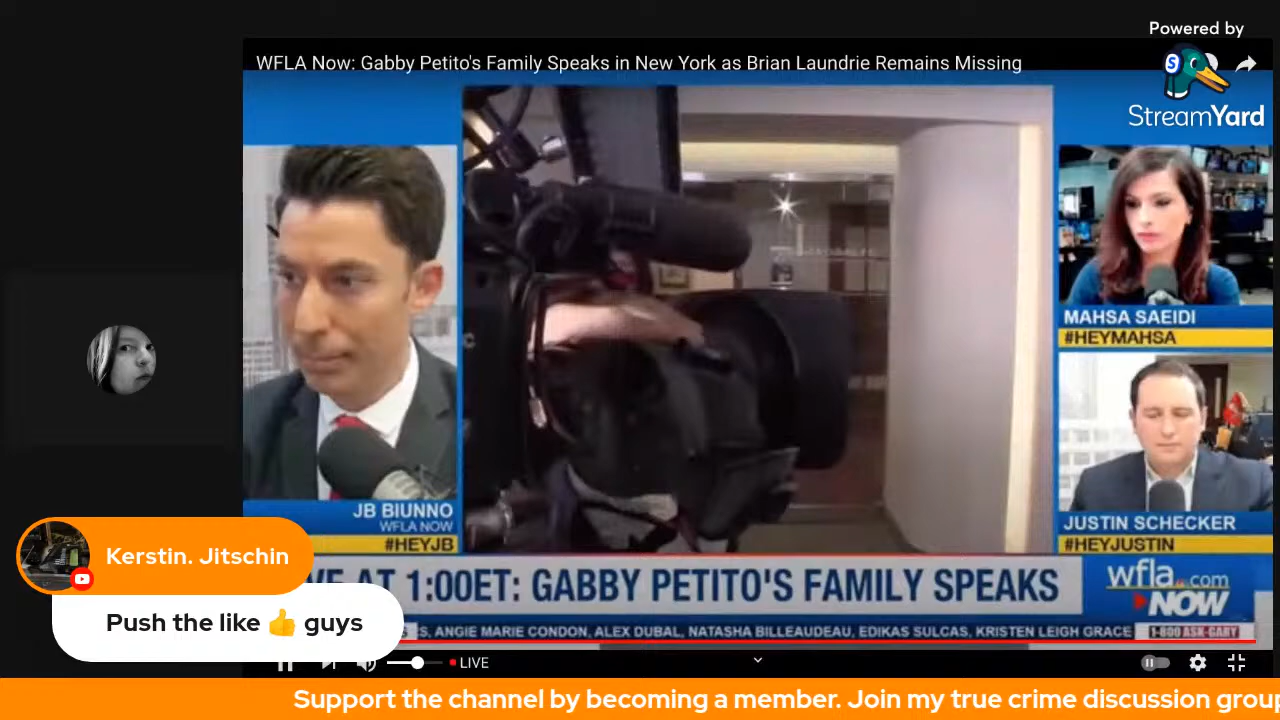 Powered by
StreamYard
WFLA Now: Gabby Petito's Family Speaks in New York as Brian Laundrie Remains Missing
MAHSA SAEIDI
#HEYMAHSA
JB BIUNNO
WFLA NOW
#HEYJB
JUSTIN SCHECKER
#HEYJUSTIN
Kerstin. Jitschin
Push the like 👍 guys
AT 1:00ET: GABBY PETITO'S FAMILY SPEAKS
wfla.com
NOW
ANGIE MARIE CONDON, ALEX DUBAL, NATASHA BILLEAUDEAU, EDIKAS SULCAS, KRISTEN LEIGH GRACE
1-800 ASK-GARY
LIVE
Support the channel by becoming a member. Join my true crime discussion group